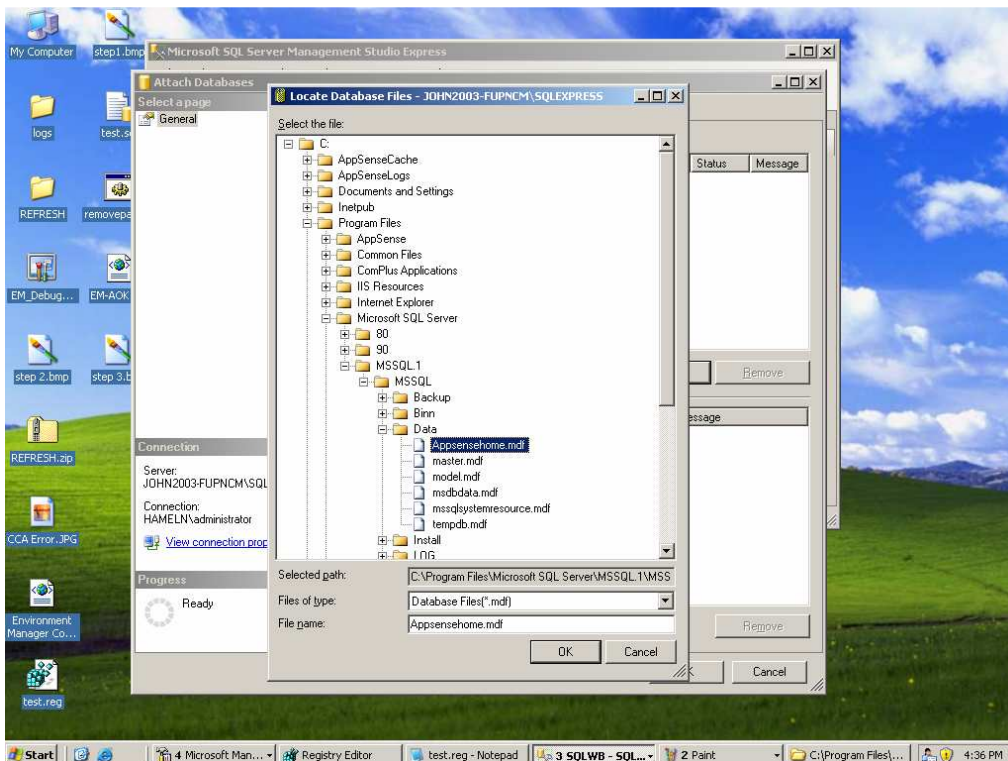 My Computer
step1.bmp
logs
REFRESH
EM_Debug...
EM-AOK
step 2.bmp
REFRESH.zip
CCA Error.JPG
Environment
Manager Co...
test.reg
Microsoft SQL Server Management Studio Express
Attach Databases
Select a page
General
Connection
Server:
JOHN2003-FUPNCM\SQL
Connection:
HAMELN\administrator
View connection prop
Progress
Ready
Locate Database Files - JOHN2003-FUPNCM\SQLEXPRESS
Select the file:
C:
AppSenseCache
AppSenseLogs
Documents and Settings
Inetpub
Program Files
AppSense
Common Files
ComPlus Applications
IIS Resources
Internet Explorer
Microsoft SQL Server
80
90
MSSQL.1
MSSQL
Backup
Binn
Data
Appsensehome.mdf
master.mdf
model.mdf
msdbdata.mdf
mssqlsystemresource.mdf
tempdb.mdf
Install
LOG
Selected path:
C:\Program Files\Microsoft SQL Server\MSSQL.1\MSS
Files of type:
Database Files(*.mdf)
File name:
Appsensehome.mdf
OK
Cancel
Status
Message
Remove
Remove
Cancel
Start
4 Microsoft Man...
Registry Editor
test.reg - Notepad
3 SQLWB - SQL...
2 Paint
C:\Program Files\...
4:36 PM